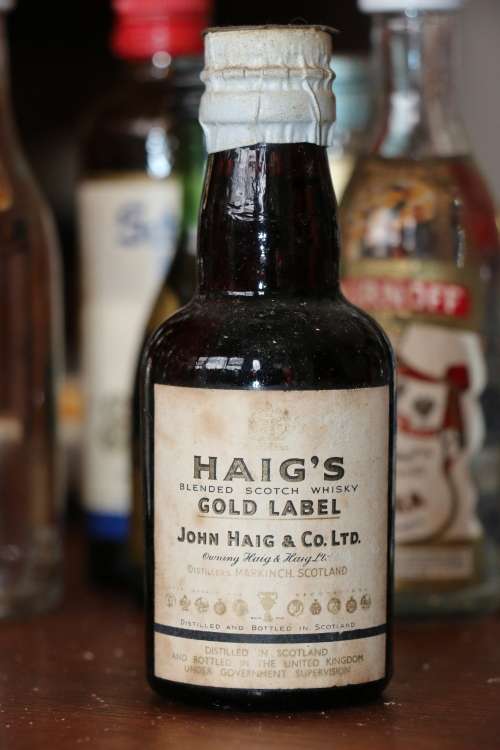 HAIG'S
BLENDED SCOTCH WHISKY
GOLD LABEL
JOHN HAIG & CO. LTD.
Owning Haig & Haig Lt.
DISTILLERS MARKINCH, SCOTLAND
DISTILLED AND BOTTLED IN SCOTLAND
DISTILLED IN SCOTLAND
AND BOTTLED IN THE UNITED KINGDOM
UNDER GOVERNMENT SUPERVISION